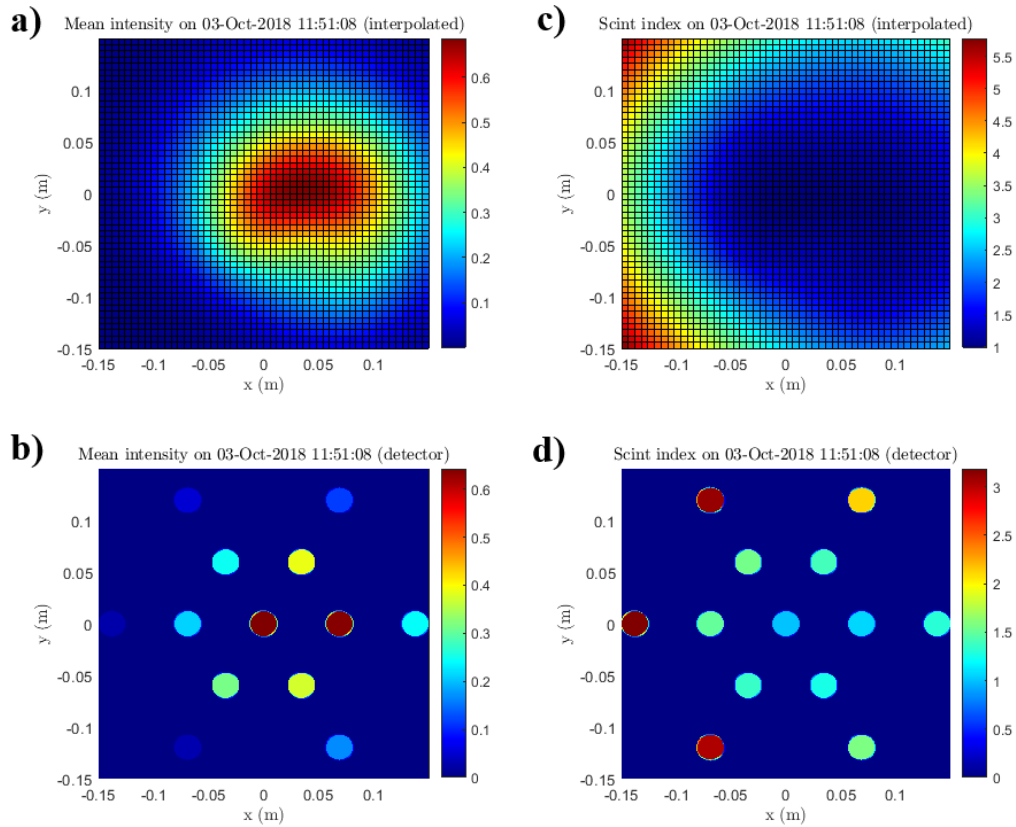 a)
Mean intensity on 03-Oct-2018 11:51:08 (interpolated)
0.1
0.05
0
-0.05
-0.1
-0.15
y (m)
-0.15 -0.1 -0.05 0 0.05 0.1
x (m)
0.6
0.5
0.4
0.3
0.2
0.1
c)
Scint index on 03-Oct-2018 11:51:08 (interpolated)
0.1
0.05
0
-0.05
-0.1
-0.15
y (m)
-0.15 -0.1 -0.05 0 0.05 0.1
x (m)
5.5
5
4.5
4
3.5
3
2.5
2
1.5
1
b)
Mean intensity on 03-Oct-2018 11:51:08 (detector)
0.1
0.05
0
-0.05
-0.1
-0.15
y (m)
-0.15 -0.1 -0.05 0 0.05 0.1
x (m)
0.6
0.5
0.4
0.3
0.2
0.1
0
d)
Scint index on 03-Oct-2018 11:51:08 (detector)
0.1
0.05
0
-0.05
-0.1
-0.15
y (m)
-0.15 -0.1 -0.05 0 0.05 0.1
x (m)
3
2.5
2
1.5
1
0.5
0